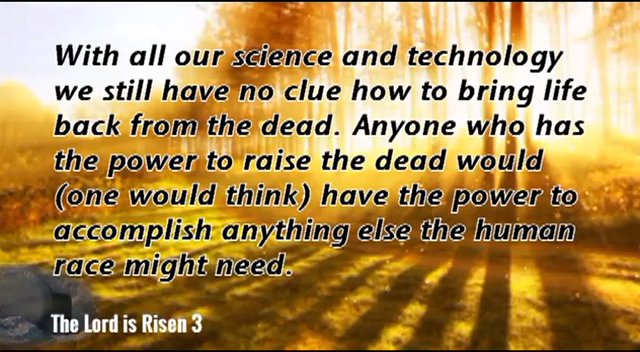 With all our science and technology
we still have no clue how to bring life
back from the dead. Anyone who has
the power to raise the dead would
(one would think) have the power to
accomplish anything else the human
race might need.
The Lord is Risen 3